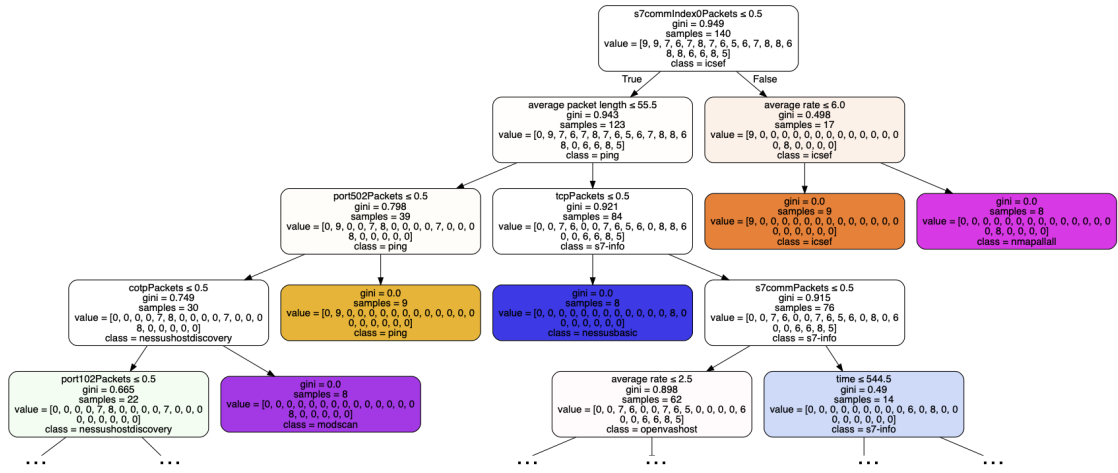 s7commIndex0Packets ≤ 0.5
gini = 0.949
samples = 140
value = [9, 9, 7, 6, 7, 8, 7, 6, 5, 6, 7, 8, 8, 6
8, 8, 6, 6, 8, 5]
class = icsef
True
False
average packet length ≤ 55.5
gini = 0.943
samples = 123
value = [0, 9, 7, 6, 7, 8, 7, 6, 5, 6, 7, 8, 8, 6
8, 0, 6, 6, 8, 5]
class = ping
average rate ≤ 6.0
gini = 0.498
samples = 17
value = [9, 0, 0, 0, 0, 0, 0, 0, 0, 0, 0, 0, 0, 0
0, 8, 0, 0, 0, 0]
class = icsef
port502Packets ≤ 0.5
gini = 0.798
samples = 39
value = [0, 9, 0, 0, 7, 8, 0, 0, 0, 0, 7, 0, 0, 0
8, 0, 0, 0, 0, 0]
class = ping
tcpPackets ≤ 0.5
gini = 0.921
samples = 84
value = [0, 0, 7, 6, 0, 0, 7, 6, 5, 6, 0, 8, 8, 6
0, 0, 6, 6, 8, 5]
class = s7-info
gini = 0.0
samples = 9
value = [9, 0, 0, 0, 0, 0, 0, 0, 0, 0, 0, 0, 0, 0
0, 0, 0, 0, 0, 0]
class = icsef
gini = 0.0
samples = 8
value = [0, 0, 0, 0, 0, 0, 0, 0, 0, 0, 0, 0, 0, 0
0, 8, 0, 0, 0, 0]
class = nmapallall
cotpPackets ≤ 0.5
gini = 0.749
samples = 30
value = [0, 0, 0, 0, 7, 8, 0, 0, 0, 0, 7, 0, 0, 0
8, 0, 0, 0, 0, 0]
class = nessushostdiscovery
gini = 0.0
samples = 9
value = [0, 9, 0, 0, 0, 0, 0, 0, 0, 0, 0, 0, 0, 0
0, 0, 0, 0, 0, 0]
class = ping
gini = 0.0
samples = 8
value = [0, 0, 0, 0, 0, 0, 0, 0, 0, 0, 0, 0, 8, 0
0, 0, 0, 0, 0, 0]
class = nessusbasic
s7commPackets ≤ 0.5
gini = 0.915
samples = 76
value = [0, 0, 7, 6, 0, 0, 7, 6, 5, 6, 0, 8, 0, 6
0, 0, 6, 6, 8, 5]
class = s7-info
port102Packets ≤ 0.5
gini = 0.665
samples = 22
value = [0, 0, 0, 0, 7, 8, 0, 0, 0, 0, 7, 0, 0, 0
0, 0, 0, 0, 0, 0]
class = nessushostdiscovery
gini = 0.0
samples = 8
value = [0, 0, 0, 0, 0, 0, 0, 0, 0, 0, 0, 0, 0, 0
8, 0, 0, 0, 0, 0]
class = modscan
average rate ≤ 2.5
gini = 0.898
samples = 62
value = [0, 0, 7, 6, 0, 0, 7, 6, 5, 0, 0, 0, 0, 6
0, 0, 6, 6, 8, 5]
class = openvashost
time ≤ 544.5
gini = 0.49
samples = 14
value = [0, 0, 0, 0, 0, 0, 0, 0, 0, 6, 0, 8, 0, 0
0, 0, 0, 0, 0, 0]
class = s7-info
... ... ... ... ... ...